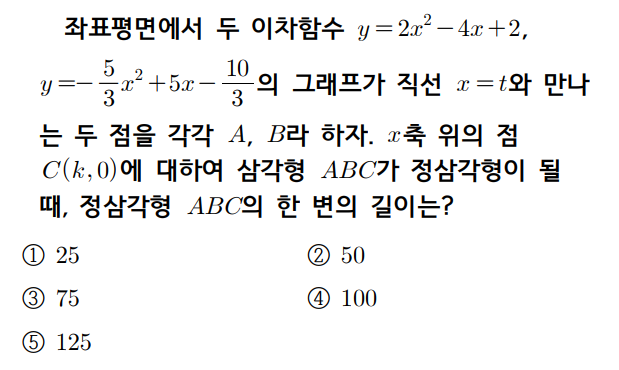 좌표평면에서 두 이차함수 $y=2x^2-4x+2$,
$y=-\frac{5}{3}x^2+5x-\frac{10}{3}$의 그래프가 직선 $x=t$와 만나
는 두 점을 각각 $A$, $B$라 하자. $x$축 위의 점
$C(k,0)$에 대하여 삼각형 $ABC$가 정삼각형이 될
때, 정삼각형 $ABC$의 한 변의 길이는?
① 25 ② 50
③ 75 ④ 100
⑤ 125